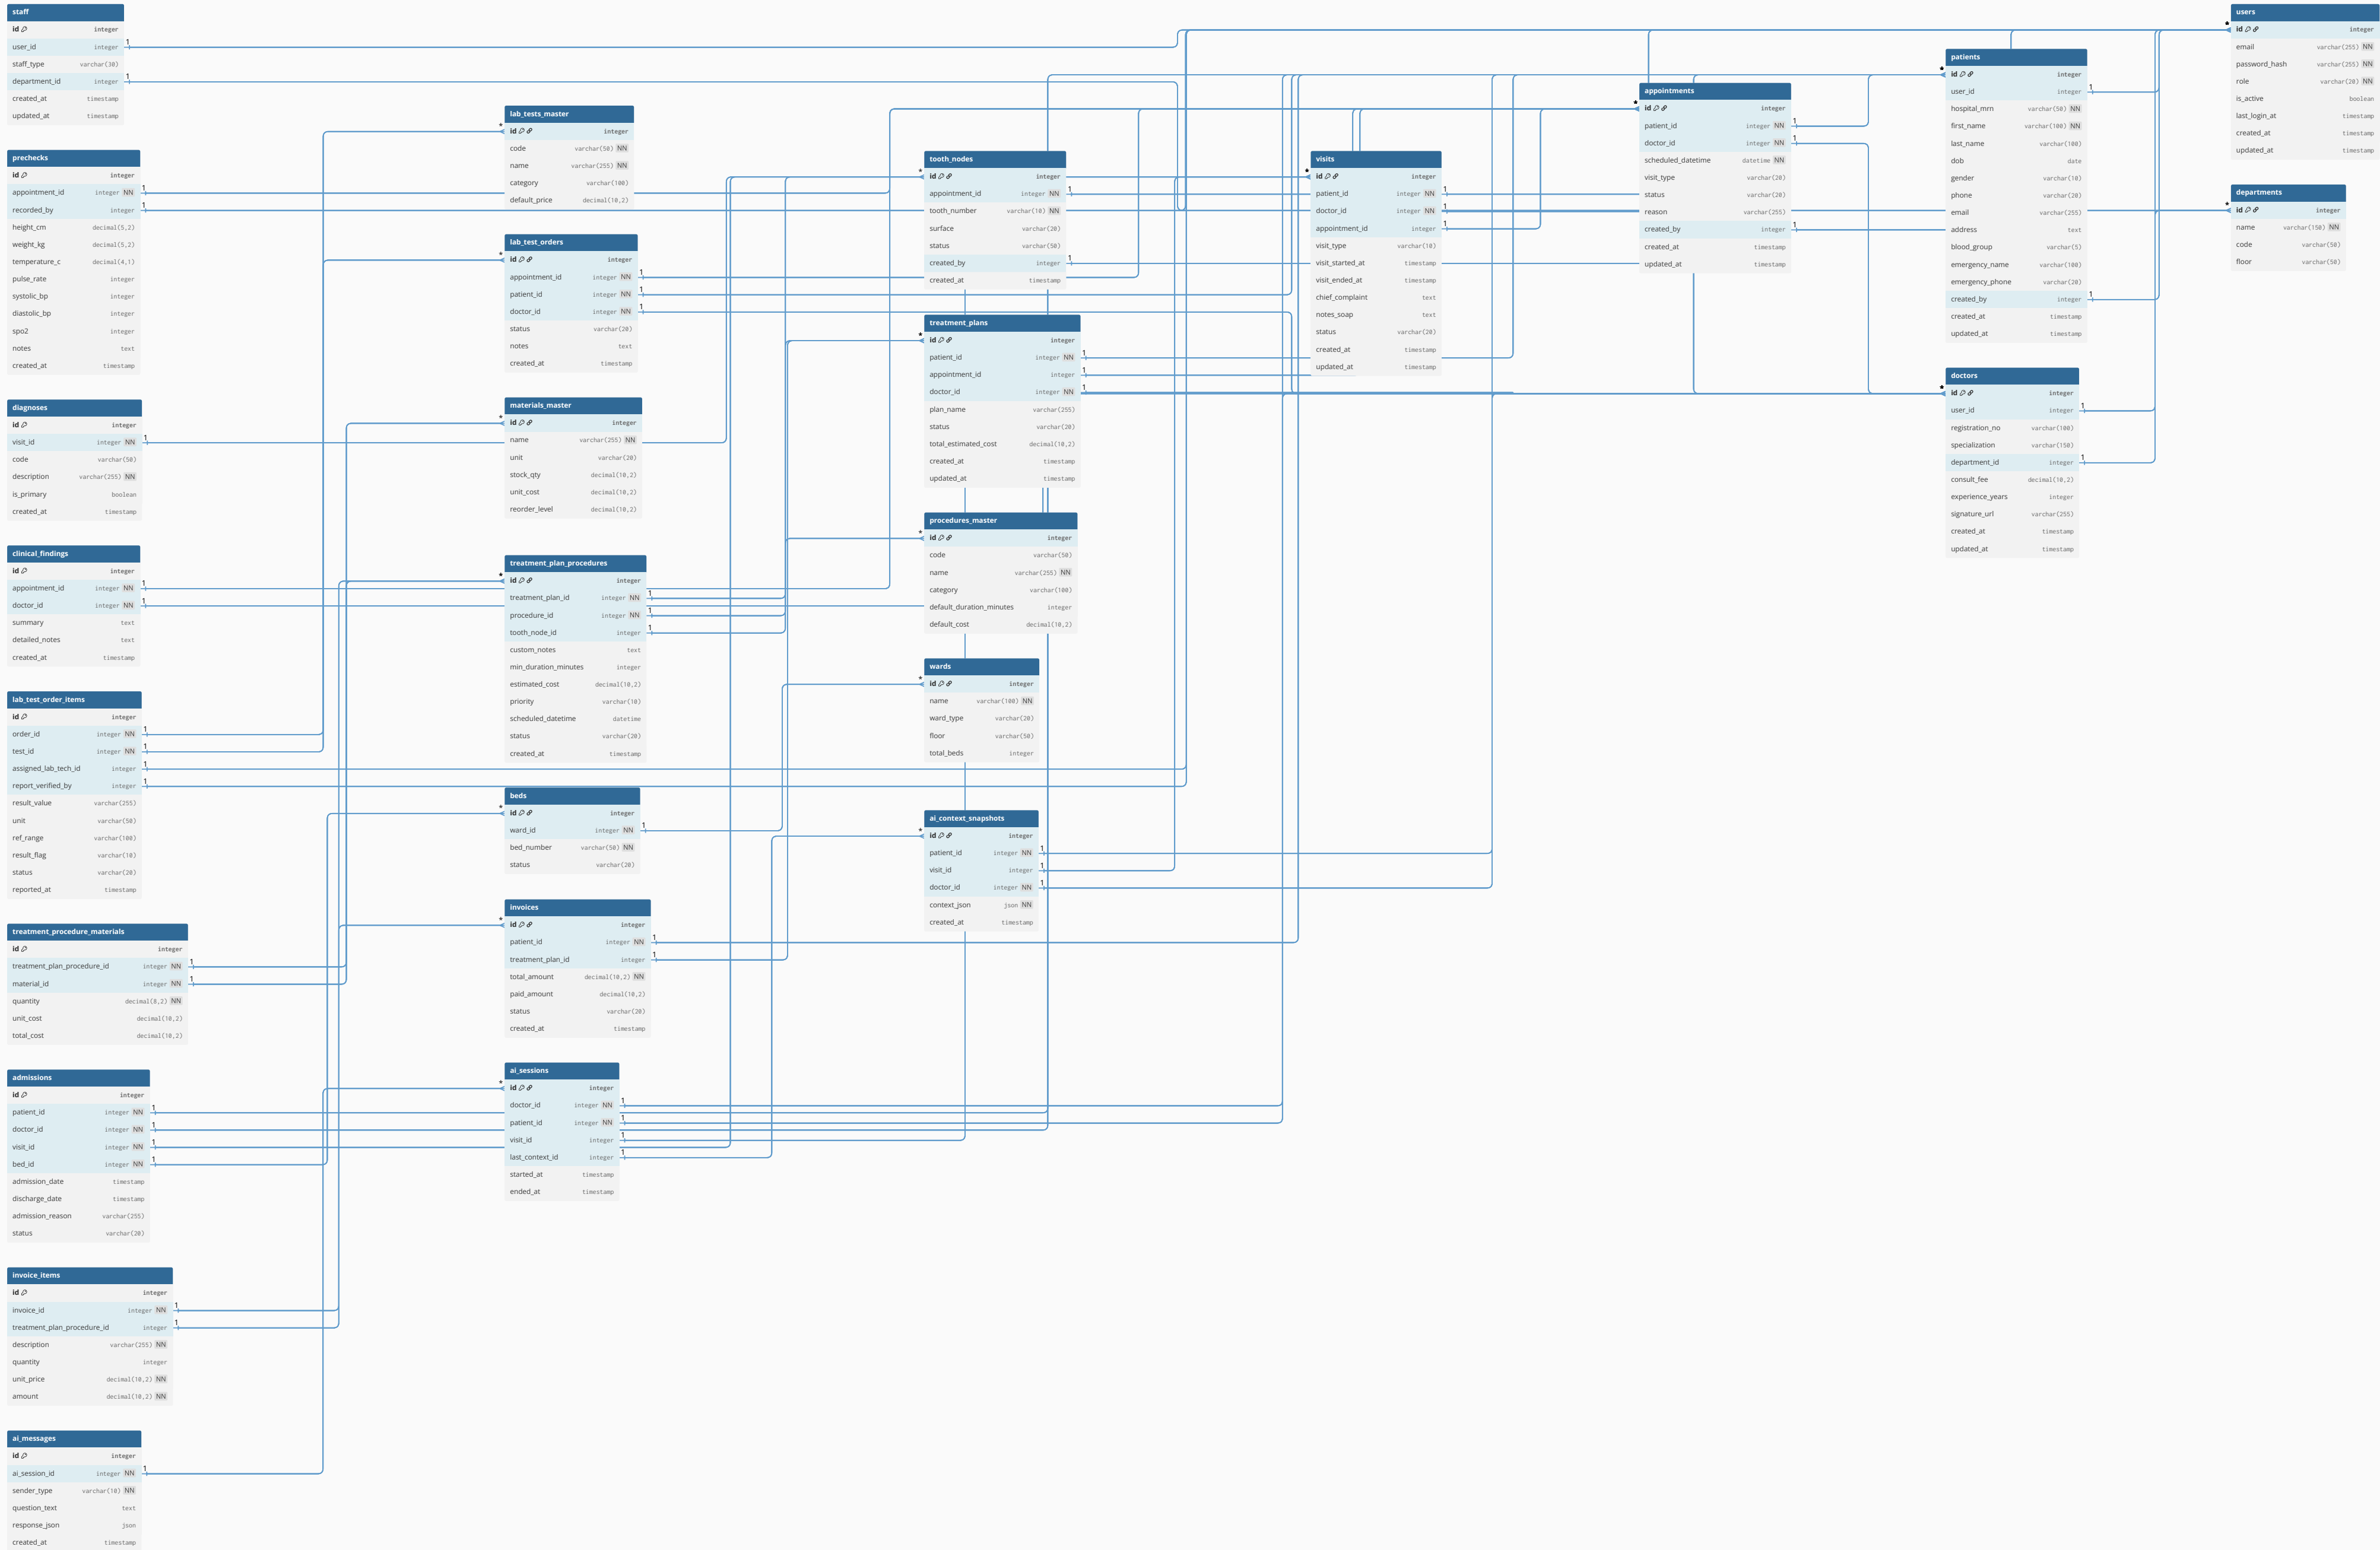 staff
id integer
user_id integer
staff_type varchar(30)
department_id integer
created_at timestamp
updated_at timestamp
prechecks
id integer
appointment_id integer NN
recorded_by integer
height_cm decimal(5,2)
weight_kg decimal(5,2)
temperature_c decimal(4,1)
pulse_rate integer
systolic_bp integer
diastolic_bp integer
spo2 integer
notes text
created_at timestamp
diagnoses
id integer
visit_id integer NN
code varchar(50)
description varchar(255) NN
is_primary boolean
created_at timestamp
clinical_findings
id integer
appointment_id integer NN
doctor_id integer NN
summary text
detailed_notes text
created_at timestamp
lab_test_order_items
id integer
order_id integer NN
test_id integer NN
assigned_lab_tech_id integer
report_verified_by integer
result_value varchar(255)
unit varchar(50)
ref_range varchar(100)
result_flag varchar(10)
status varchar(20)
reported_at timestamp
treatment_procedure_materials
id integer
treatment_plan_procedure_id integer NN
material_id integer NN
quantity decimal(8,2) NN
unit_cost decimal(10,2)
total_cost decimal(10,2)
admissions
id integer
patient_id integer NN
doctor_id integer NN
visit_id integer NN
bed_id integer NN
admission_date timestamp
discharge_date timestamp
admission_reason varchar(255)
status varchar(20)
invoice_items
id integer
invoice_id integer NN
treatment_plan_procedure_id integer
description varchar(255) NN
quantity integer
unit_price decimal(10,2) NN
amount decimal(10,2) NN
ai_messages
id integer
ai_session_id integer NN
sender_type varchar(10) NN
question_text text
response_json json
created_at timestamp
lab_tests_master
id integer
code varchar(50) NN
name varchar(255) NN
category varchar(100)
default_price decimal(10,2)
lab_test_orders
id integer
appointment_id integer NN
patient_id integer NN
doctor_id integer NN
status varchar(20)
notes text
created_at timestamp
materials_master
id integer
name varchar(255) NN
unit varchar(20)
stock_qty decimal(10,2)
unit_cost decimal(10,2)
reorder_level decimal(10,2)
treatment_plan_procedures
id integer
treatment_plan_id integer NN
procedure_id integer NN
tooth_node_id integer
custom_notes text
min_duration_minutes integer
estimated_cost decimal(10,2)
priority varchar(10)
scheduled_datetime datetime
status varchar(20)
created_at timestamp
beds
id integer
ward_id integer NN
bed_number varchar(50) NN
status varchar(20)
invoices
id integer
patient_id integer NN
treatment_plan_id integer
total_amount decimal(10,2) NN
paid_amount decimal(10,2)
status varchar(20)
created_at timestamp
ai_sessions
id integer
doctor_id integer NN
patient_id integer NN
visit_id integer
last_context_id integer
started_at timestamp
ended_at timestamp
tooth_nodes
id integer
appointment_id integer NN
tooth_number varchar(10) NN
surface varchar(20)
status varchar(50)
created_by integer
created_at timestamp
treatment_plans
id integer
patient_id integer NN
appointment_id integer
doctor_id integer NN
plan_name varchar(255)
status varchar(20)
total_estimated_cost decimal(10,2)
created_at timestamp
updated_at timestamp
procedures_master
id integer
code varchar(50)
name varchar(255) NN
category varchar(100)
default_duration_minutes integer
default_cost decimal(10,2)
wards
id integer
name varchar(100) NN
ward_type varchar(20)
floor varchar(50)
total_beds integer
ai_context_snapshots
id integer
patient_id integer NN
visit_id integer
doctor_id integer NN
context_json json NN
created_at timestamp
visits
id integer
patient_id integer NN
doctor_id integer NN
appointment_id integer
visit_type varchar(10)
visit_started_at timestamp
visit_ended_at timestamp
chief_complaint text
notes_soap text
status varchar(20)
created_at timestamp
updated_at timestamp
appointments
id integer
patient_id integer NN
doctor_id integer NN
scheduled_datetime datetime NN
visit_type varchar(20)
status varchar(20)
reason varchar(255)
created_by integer
created_at timestamp
updated_at timestamp
patients
id integer
user_id integer
hospital_mrn varchar(50) NN
first_name varchar(100) NN
last_name varchar(100)
dob date
gender varchar(10)
phone varchar(20)
email varchar(255)
address text
blood_group varchar(5)
emergency_name varchar(100)
emergency_phone varchar(20)
created_by integer
created_at timestamp
updated_at timestamp
doctors
id integer
user_id integer
registration_no varchar(100)
specialization varchar(150)
department_id integer
consult_fee decimal(10,2)
experience_years integer
signature_url varchar(255)
created_at timestamp
updated_at timestamp
users
id integer
email varchar(255) NN
password_hash varchar(255) NN
role varchar(20) NN
is_active boolean
last_login_at timestamp
created_at timestamp
updated_at timestamp
departments
id integer
name varchar(150) NN
code varchar(50)
floor varchar(50)